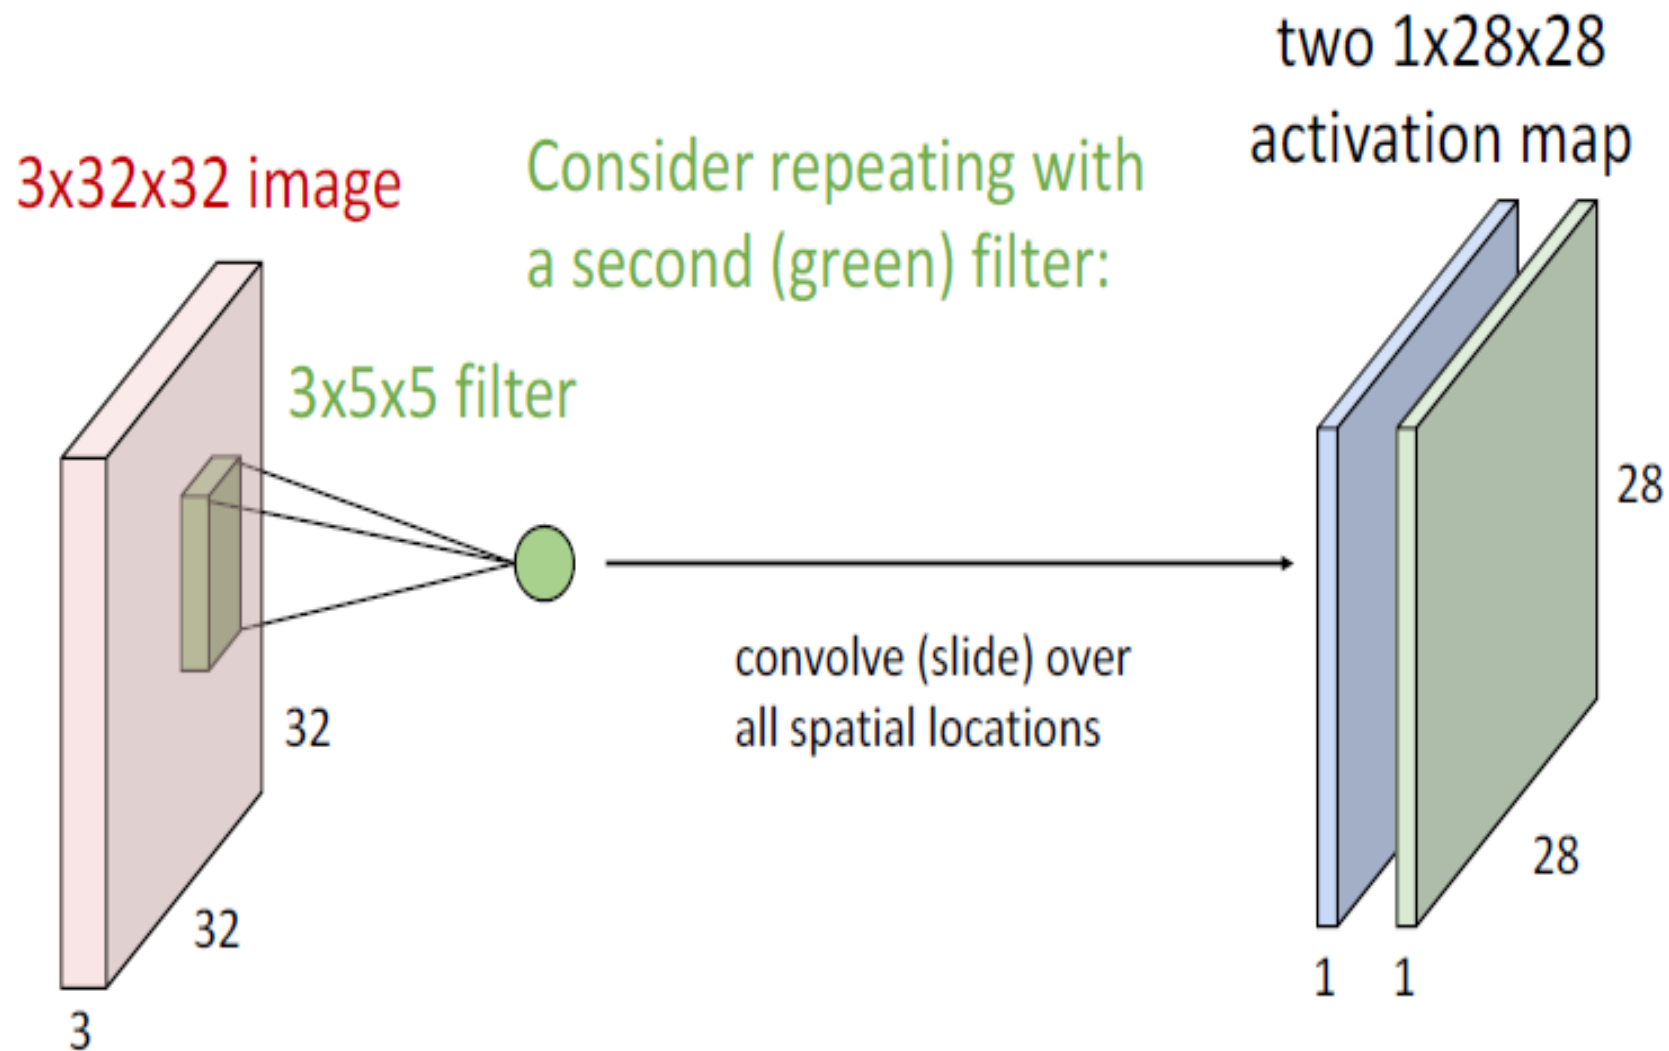 two 1x28x28
activation map
3x32x32 image
Consider repeating with
a second (green) filter:
3x5x5 filter
28
convolve (slide) over
all spatial locations
32
28
32
1
1
3